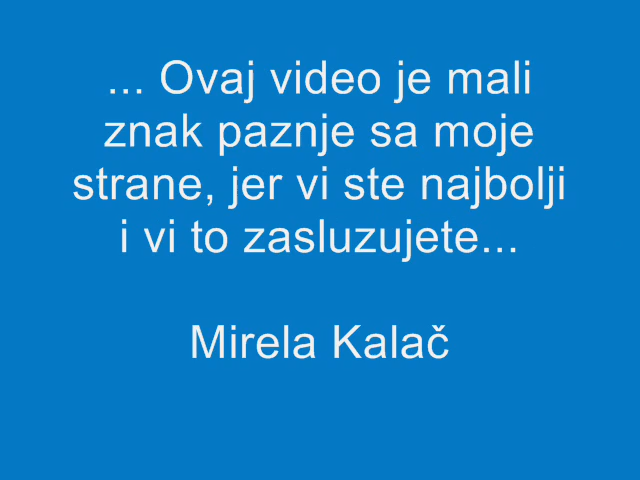 ... Ovaj video je mali
znak paznje sa moje
strane, jer vi ste najbolji
i vi to zasluzujete...
Mirela Kalač